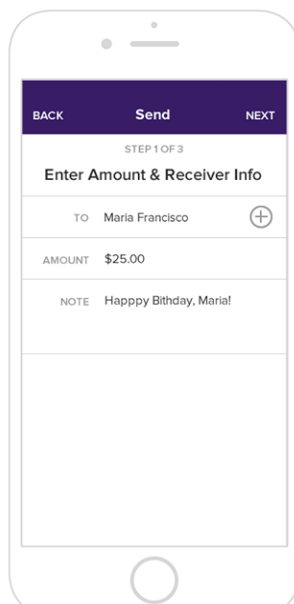 BACK Send NEXT
STEP 1 OF 3
Enter Amount & Receiver Info
TO Maria Francisco
AMOUNT $25.00
NOTE Happpy Bithday, Maria!